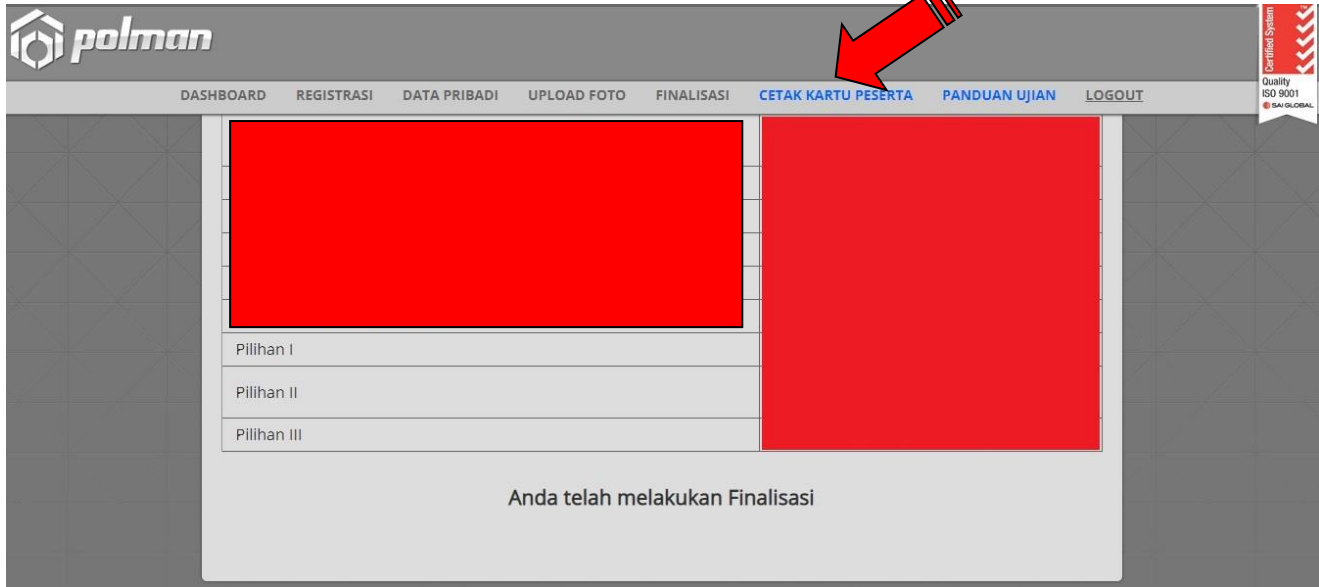 polman
DASHBOARD REGISTRASI DATA PRIBADI UPLOAD FOTO FINALISASI CETAK KARTU PESERTA PANDUAN UJIAN LOGOUT
Certified System
Quality
ISO 9001
SAI GLOBAL
Pilihan I
Pilihan II
Pilihan III
Anda telah melakukan Finalisasi